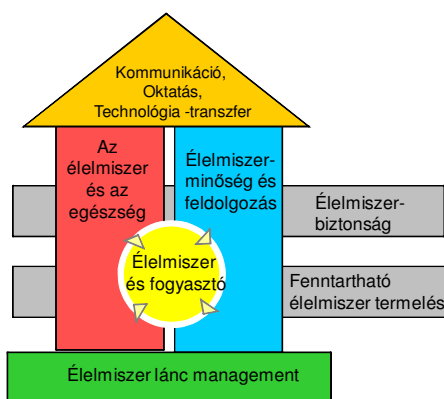 Kommunikáció,
Oktatás,
Technológia -transzfer
Az
élelmiszer
és az
egészség
Élelmiszer-
minőség és
feldolgozás
Élelmiszer-
biztonság
Élelmiszer
és fogyasztó
Fenntartható
élelmiszer termelés
Élelmiszer lánc management